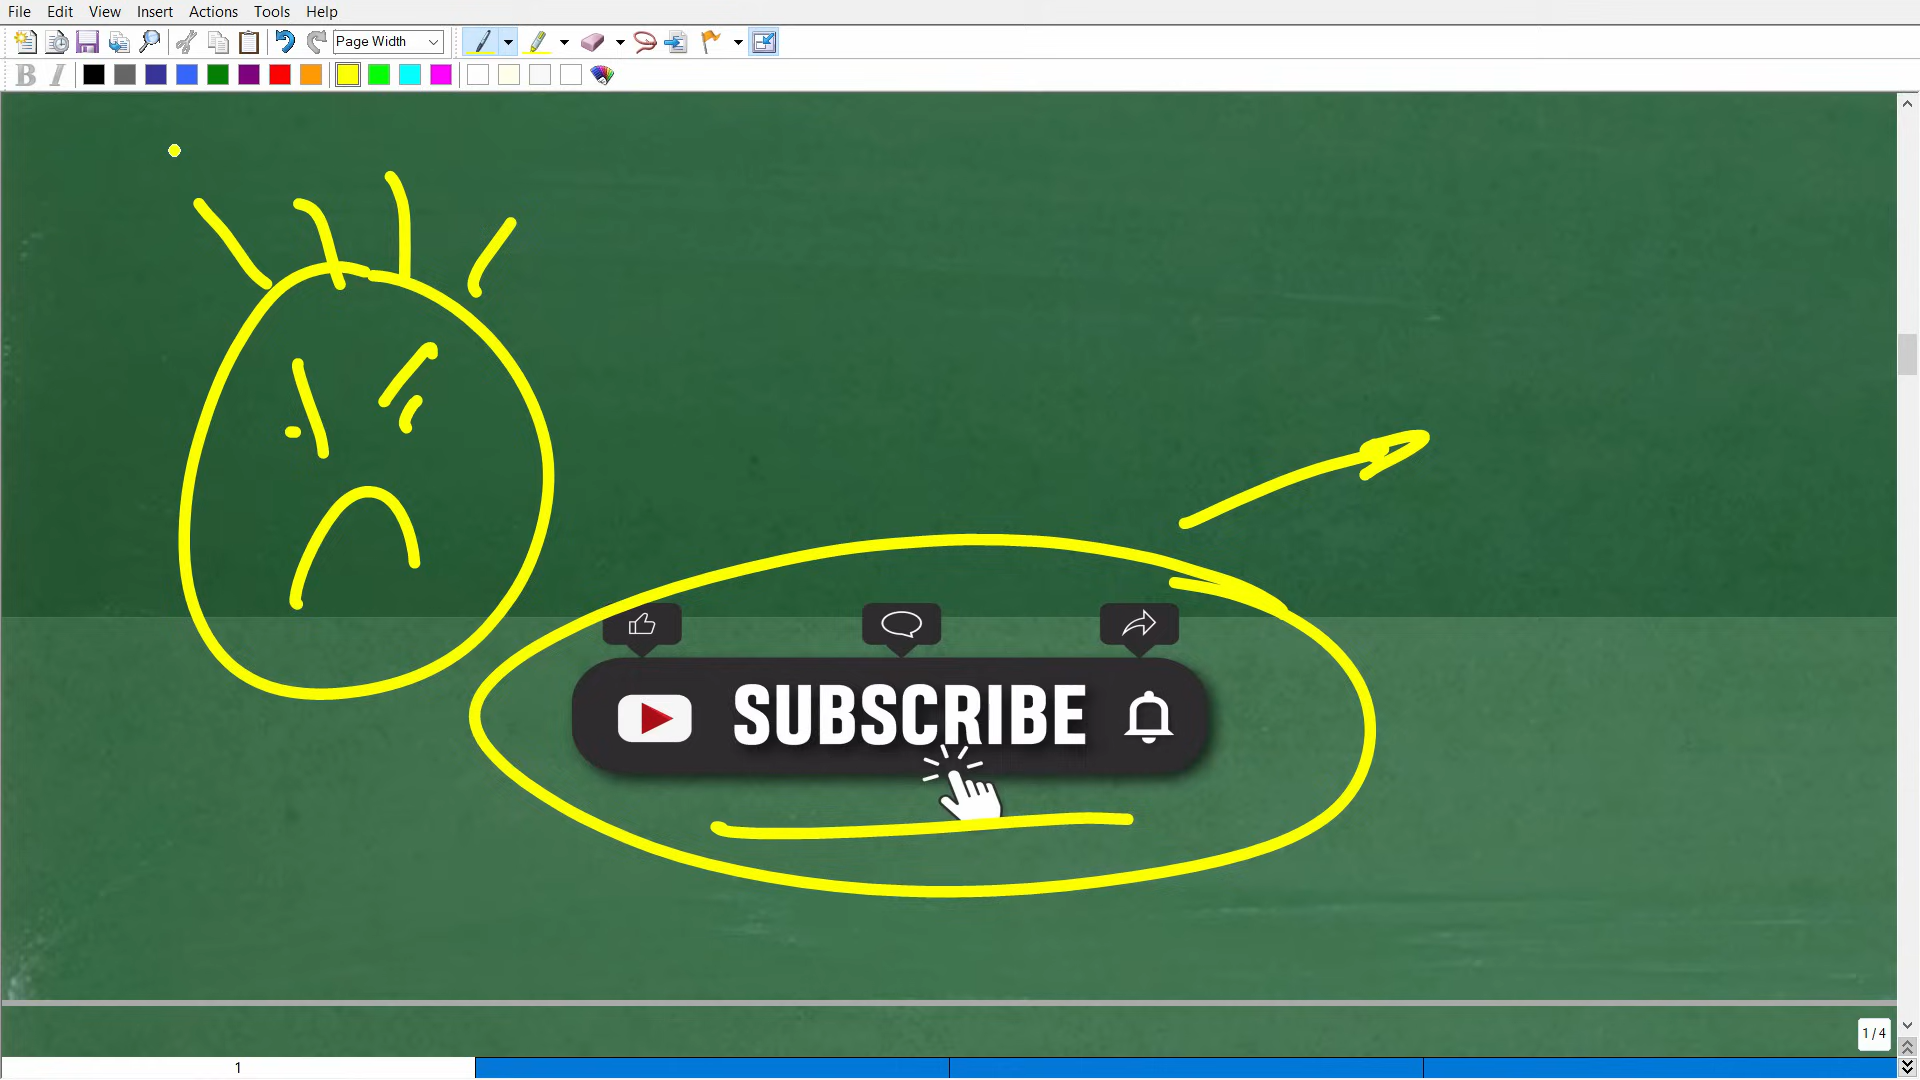 File Edit View Insert Actions Tools Help
Page Width
B I
SUBSCRIBE
1 / 4
1